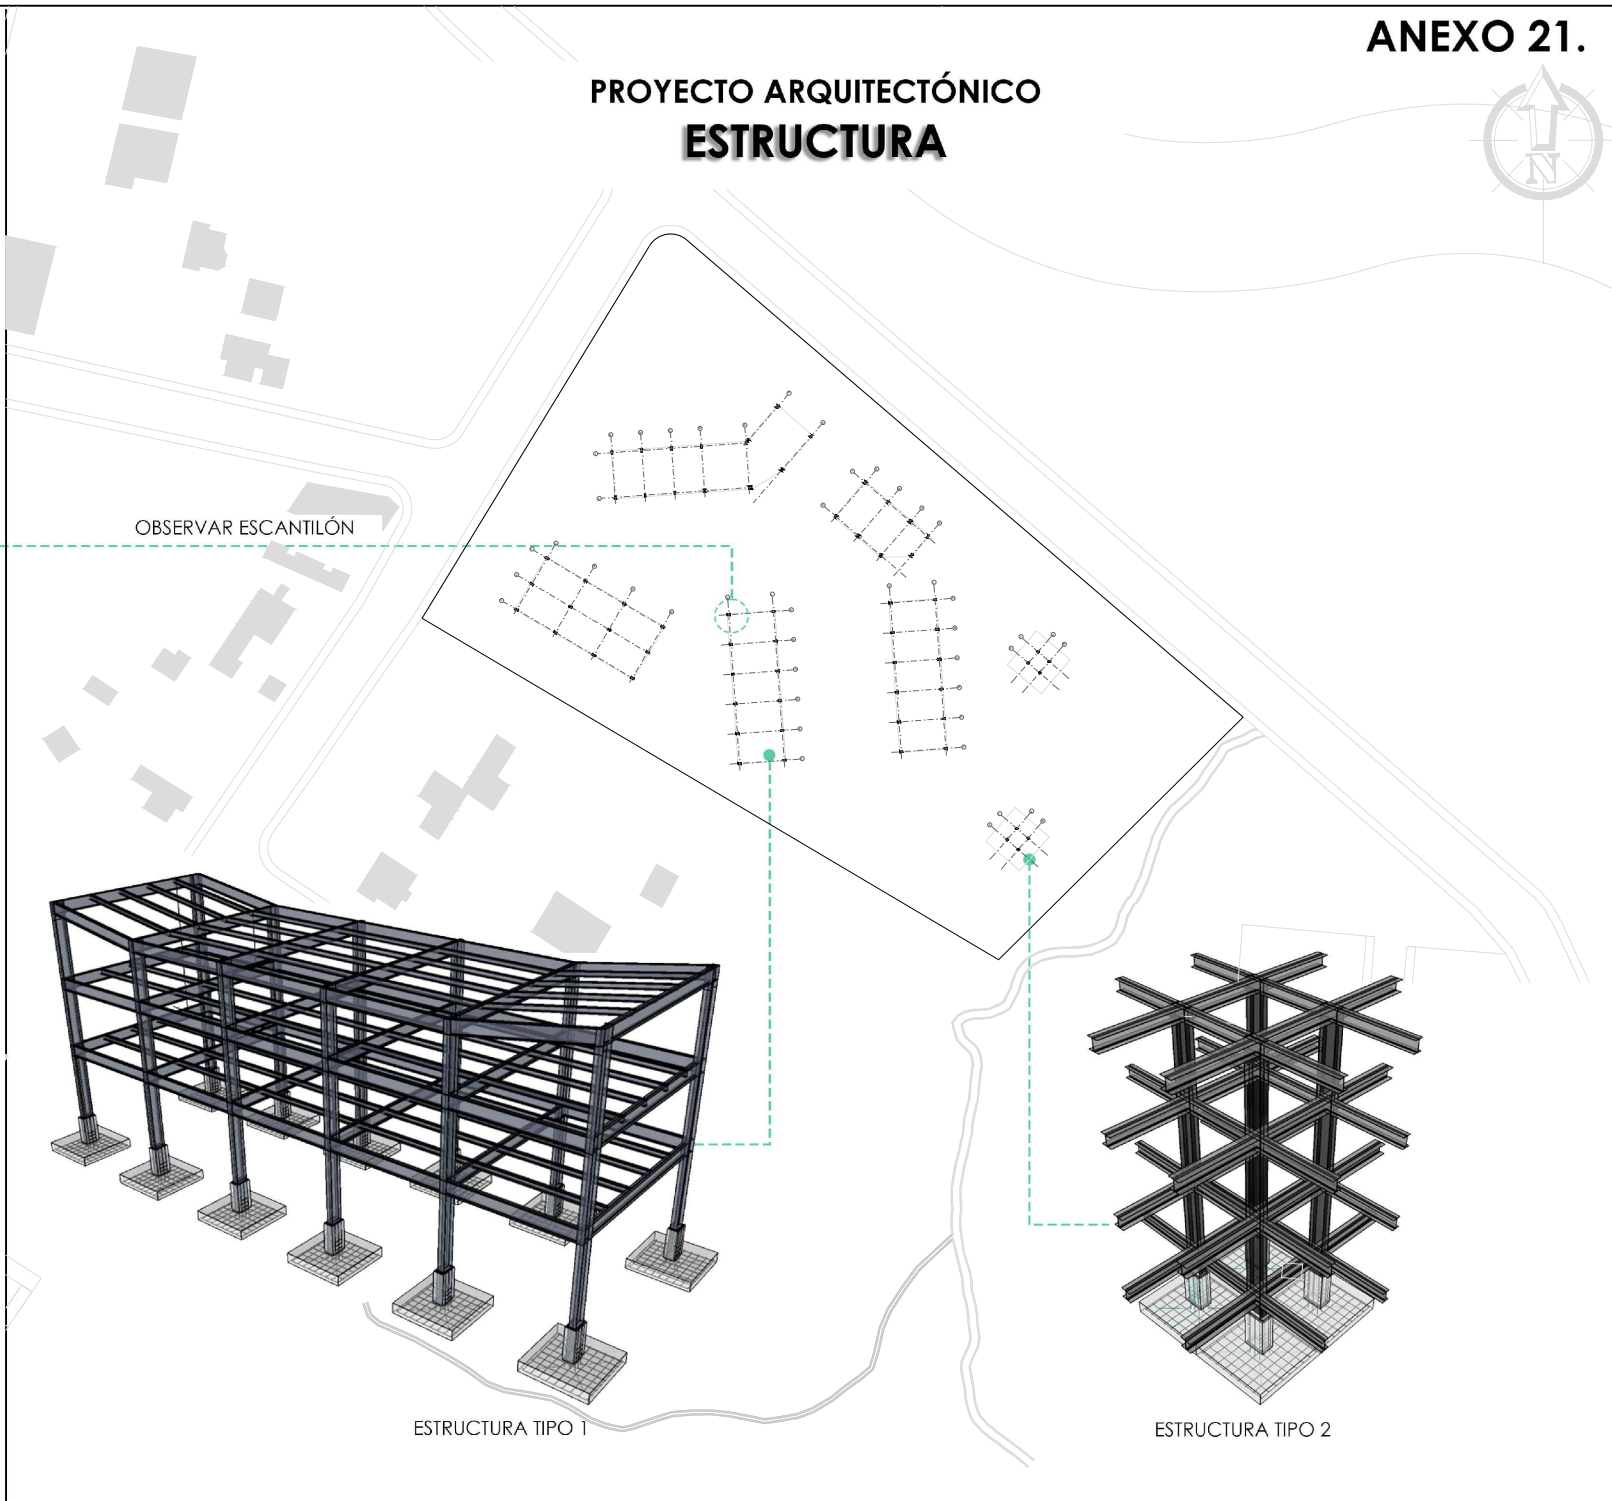 ANEXO 21.
PROYECTO ARQUITECTÓNICO
ESTRUCTURA
N
OBSERVAR ESCANTILÓN
ESTRUCTURA TIPO 1
ESTRUCTURA TIPO 2